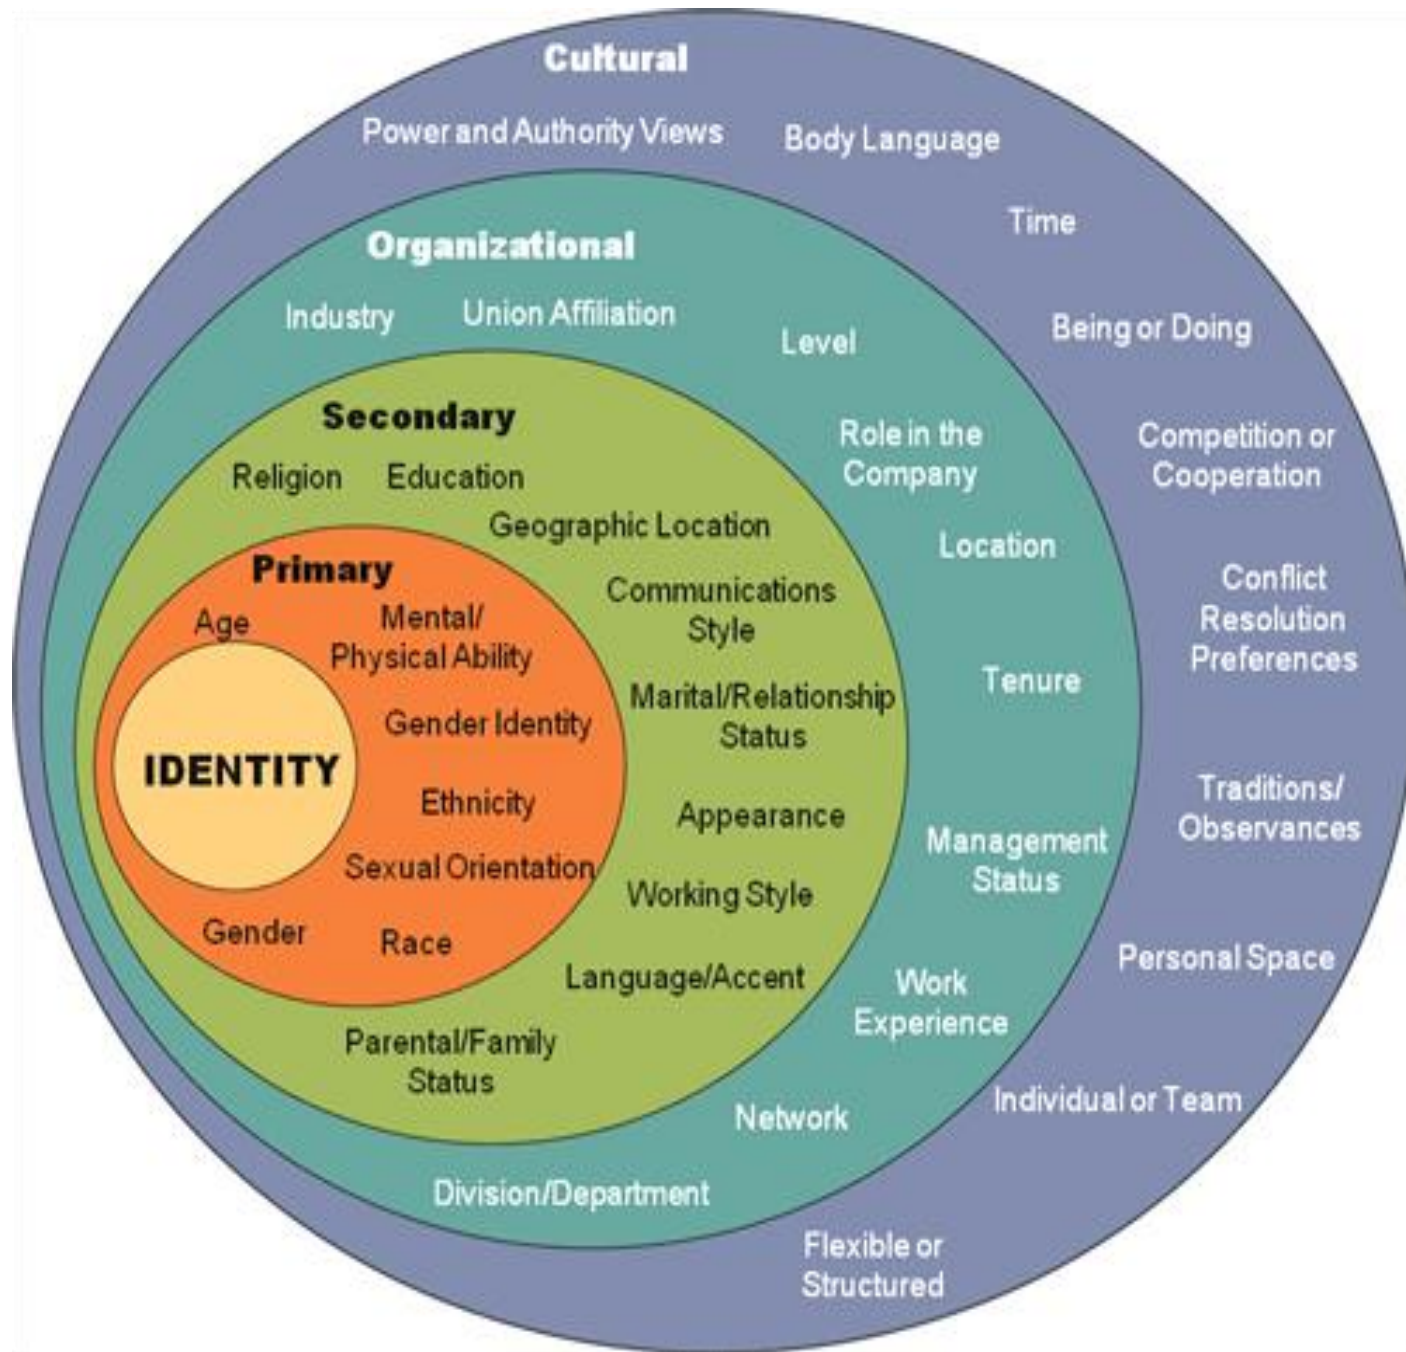 Cultural
Power and Authority Views
Body Language
Time
Being or Doing
Competition or
Cooperation
Conflict
Resolution
Preferences
Traditions/
Observances
Personal Space
Individual or Team
Flexible or
Structured
Organizational
Industry
Union Affiliation
Level
Role in the
Company
Location
Tenure
Management
Status
Work
Experience
Network
Division/Department
Secondary
Religion
Education
Geographic Location
Communications
Style
Marital/Relationship
Status
Appearance
Working Style
Language/Accent
Parental/Family
Status
Primary
Age
Mental/
Physical Ability
Gender Identity
Ethnicity
Sexual Orientation
Race
Gender
IDENTITY